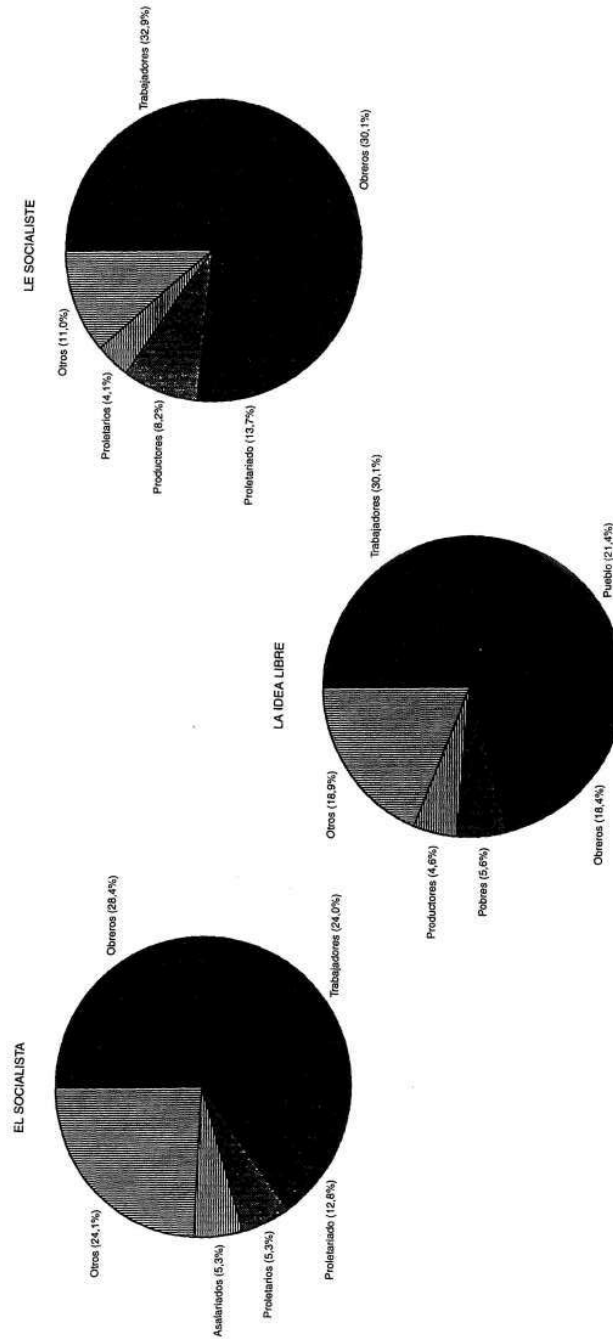 EL SOCIALISTA
Obreros (28,4%)
Trabajadores (24,0%)
Proletariado (12,8%)
Proletarios (5,3%)
Asalariados (5,3%)
Otros (24,1%)
LA IDEA LIBRE
Trabajadores (30,1%)
Pueblo (21,4%)
Obreros (18,4%)
Pobres (5,6%)
Productores (4,6%)
Otros (18,9%)
LE SOCIALISTE
Trabajadores (32,9%)
Obreros (30,1%)
Proletariado (13,7%)
Productores (8,2%)
Proletarios (4,1%)
Otros (11,0%)